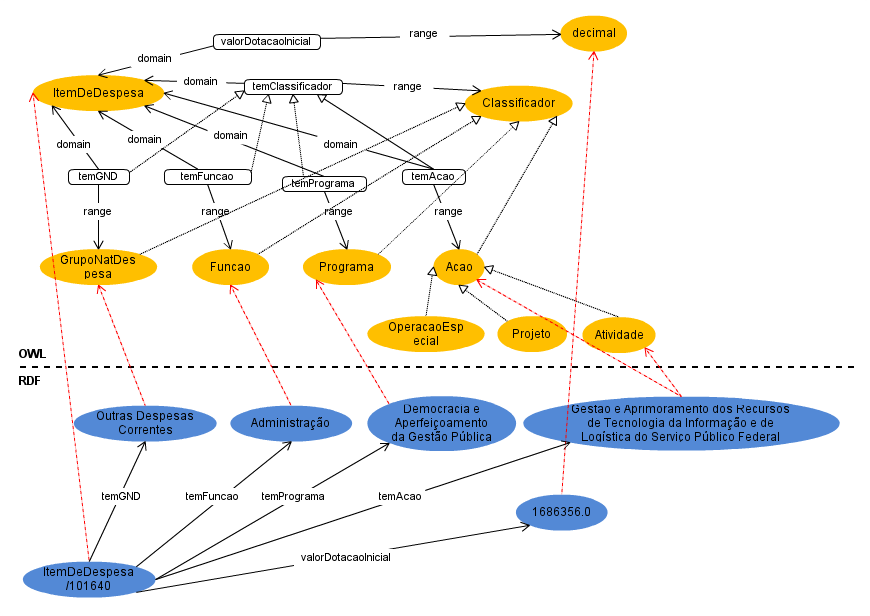 valorDotacaoInicial
range
decimal
domain
ItemDeDespesa
domain
temClassificador
range
Classificador
domain
domain
domain
domain
temGND
temFuncao
temPrograma
temAcao
range
range
range
range
GrupoNatDes
pesa
Funcao
Programa
Acao
OperacaoEsp
ecial
Projeto
Atividade
OWL
RDF
Outras Despesas
Correntes
Administração
Democracia e
Aperfeiçoamento
da Gestão Pública
Gestão e Aprimoramento dos Recursos
de Tecnologia da Informação e de
Logística do Serviço Público Federal
temGND
temFuncao
temPrograma
temAcao
1686356.0
valorDotacaoInicial
ItemDeDespesa
/101640